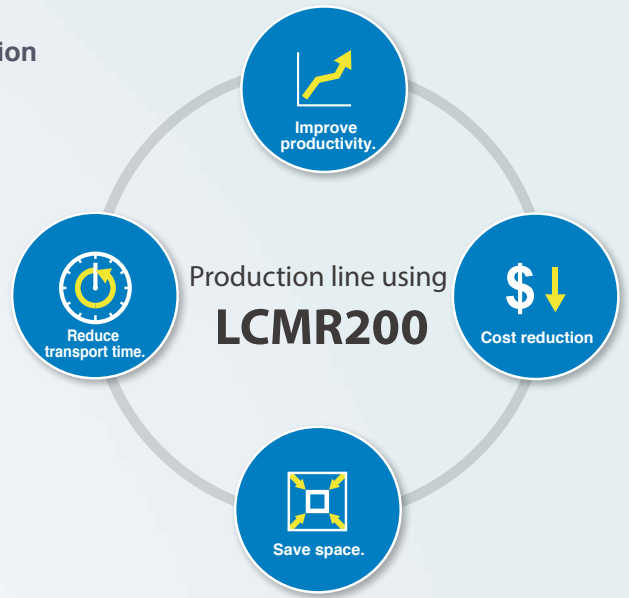 ion
Improve
productivity.
Reduce
transport time.
Production line using
LCMR200
$
Cost reduction
Save space.